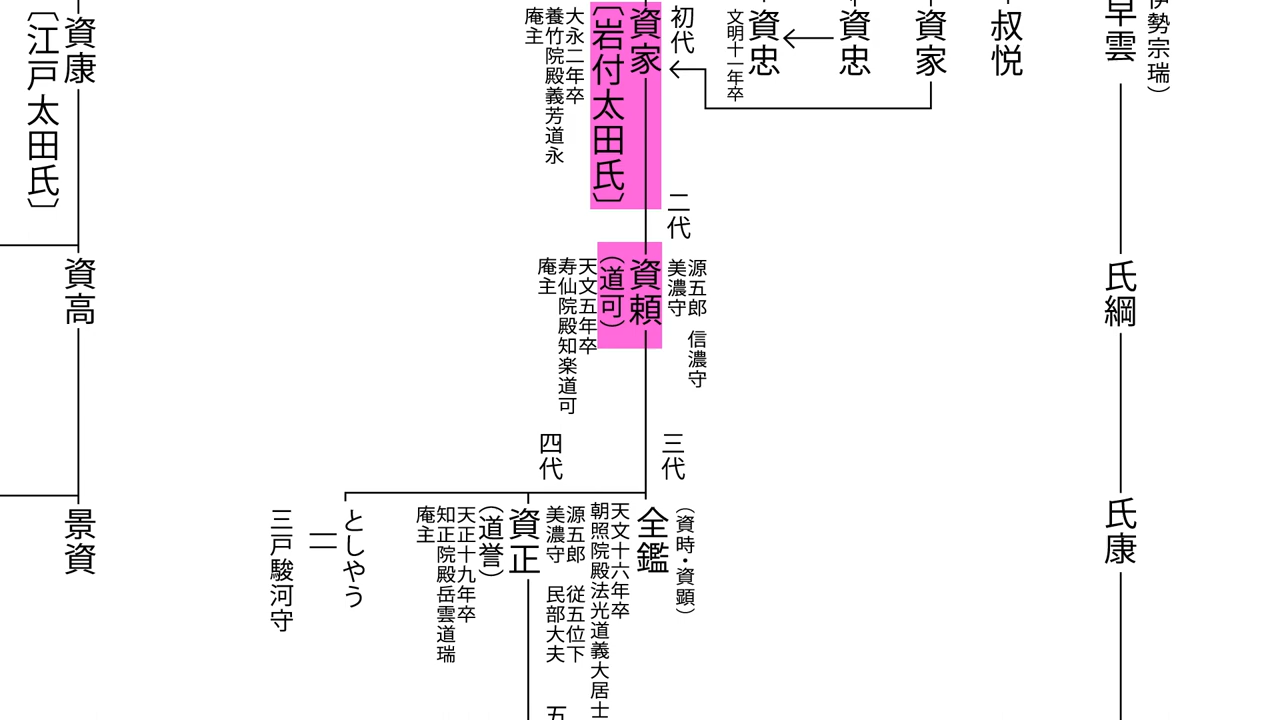 伊勢宗瑞）
早雲
氏綱
氏康
叔悦
資家
資忠
資忠
文明十一年卒
初代
資家
〔岩付太田氏〕
大永二年卒
養竹院殿義芳道永
庵主
二代
源五郎 信濃守
美濃守
資頼
（道可）
天文五年卒
寿仙院殿知楽道可
庵主
三代
（資時・資顕）
全鑑
天文十六年卒
朝照院殿法光道義大居士
四代
源五郎 従五位下
美濃守 民部大夫
資正
（道誉）
天正十九年卒
知正院殿岳雲道瑞
庵主
五
としやう
三戸駿河守
資康
〔江戸太田氏〕
資高
景資